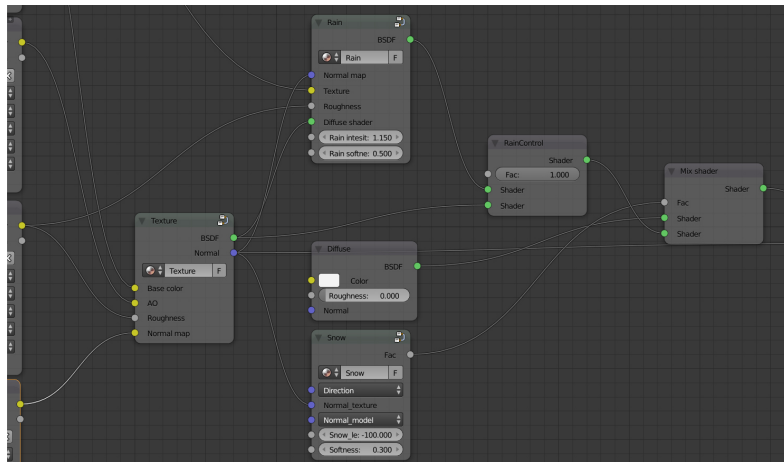 Rain
BSDF
Rain F
Normal map
Texture
Roughness
Diffuse shader
Rain intesit: 1.150
Rain softne: 0.500
RainControl
Shader
Fac: 1.000
Shader
Shader
Mix shader
Shader
Fac
Shader
Shader
Texture
BSDF
Normal
Texture F
Base color
AO
Roughness
Normal map
Diffuse
BSDF
Color
Roughness: 0.000
Normal
Snow
Fac
Snow F
Direction
Normal_texture
Normal_model
Snow_le: -100.000
Softness: 0.300